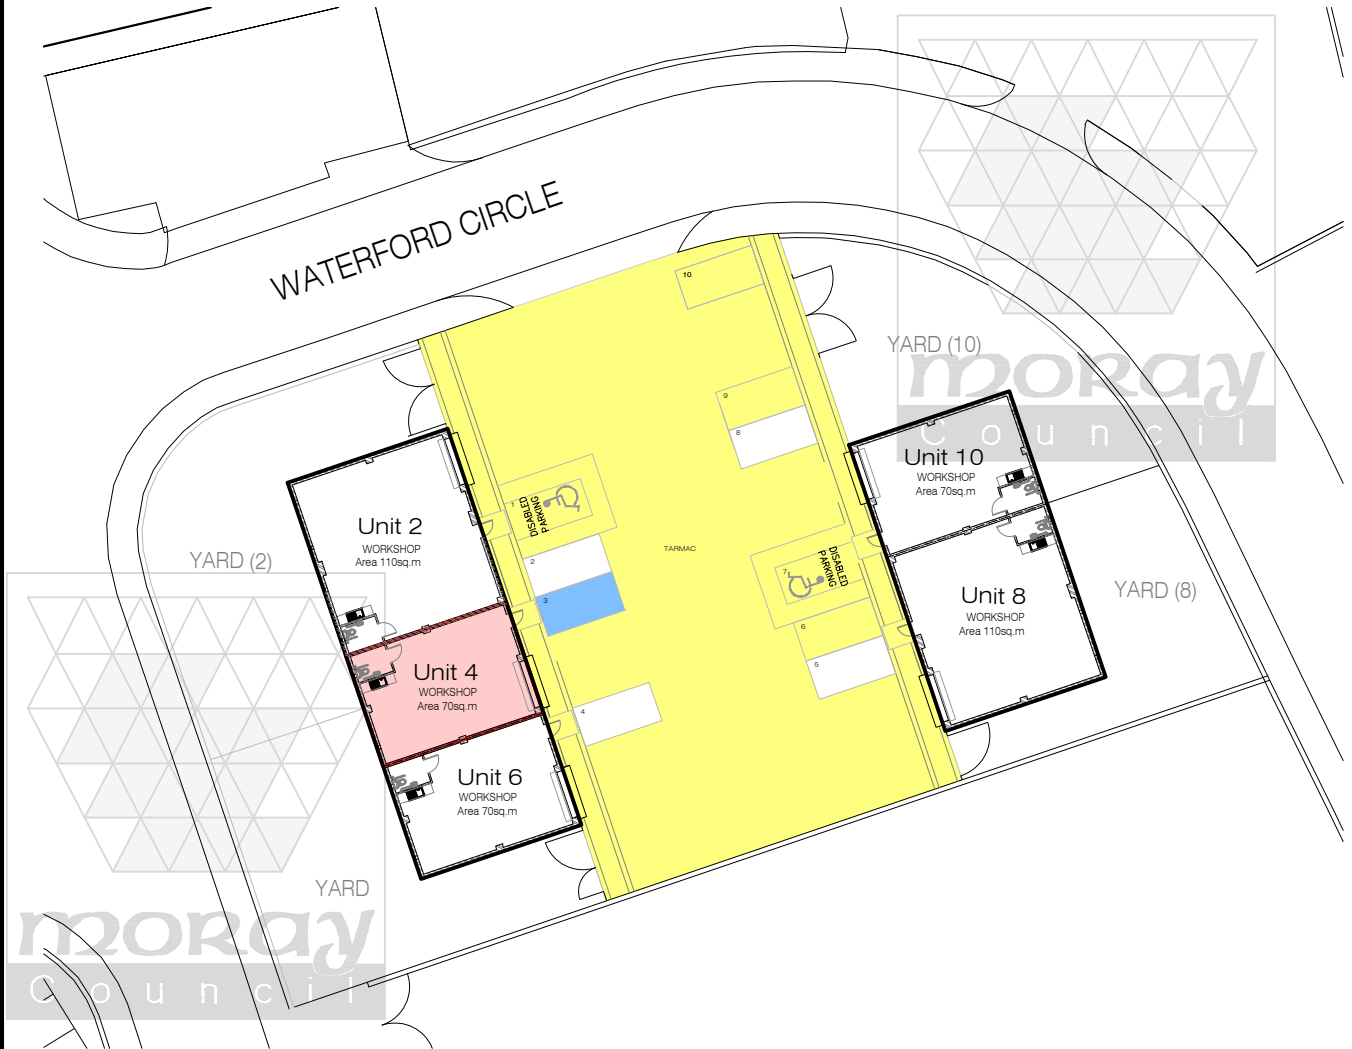 WATERFORD CIRCLE
10
YARD (10)
moray
Council
9
8
Unit 10
WORKSHOP
Area 70sq.m
Unit 2
WORKSHOP
Area 110sq.m
1
DISABLED
PARKING
YARD (2)
2
TARMAC
7
DISABLED
PARKING
3
Unit 8
WORKSHOP
Area 110sq.m
YARD (8)
6
5
Unit 4
WORKSHOP
Area 70sq.m
4
Unit 6
WORKSHOP
Area 70sq.m
YARD
moray
Council